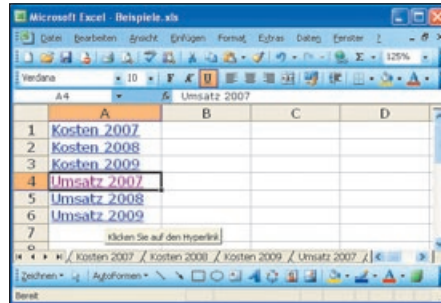 Microsoft Excel - Beispiele.xls
Datei Bearbeiten Ansicht Einfügen Format Extras Daten Fenster ?
125%
Verdana 10 F K U
A4 fx Umsatz 2007
A B C D
1 Kosten 2007
2 Kosten 2008
3 Kosten 2009
4 Umsatz 2007
5 Umsatz 2008
6 Umsatz 2009
7
Klicken Sie auf den Hyperlink
8
Kosten 2007 / Kosten 2008 / Kosten 2009 / Umsatz 2007
Zeichnen AutoFormen
Bereit